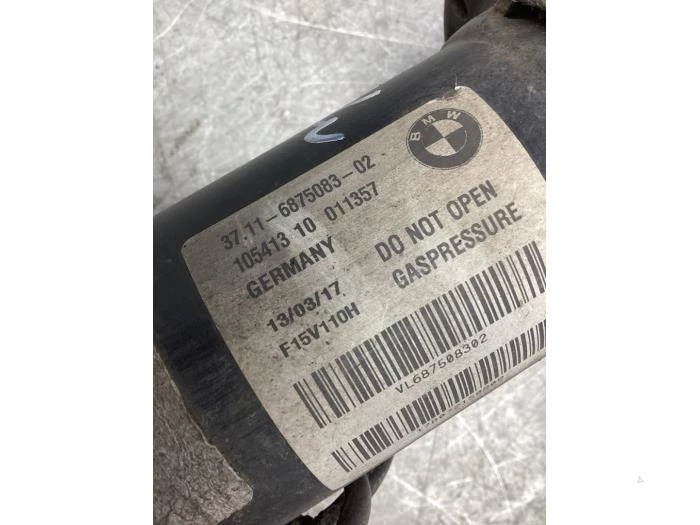 BMW
37.11-6875083-02
105413 10 011357
GERMANY
DO NOT OPEN
GASPRESSURE
13/03/17
F15V110H
VL687508302